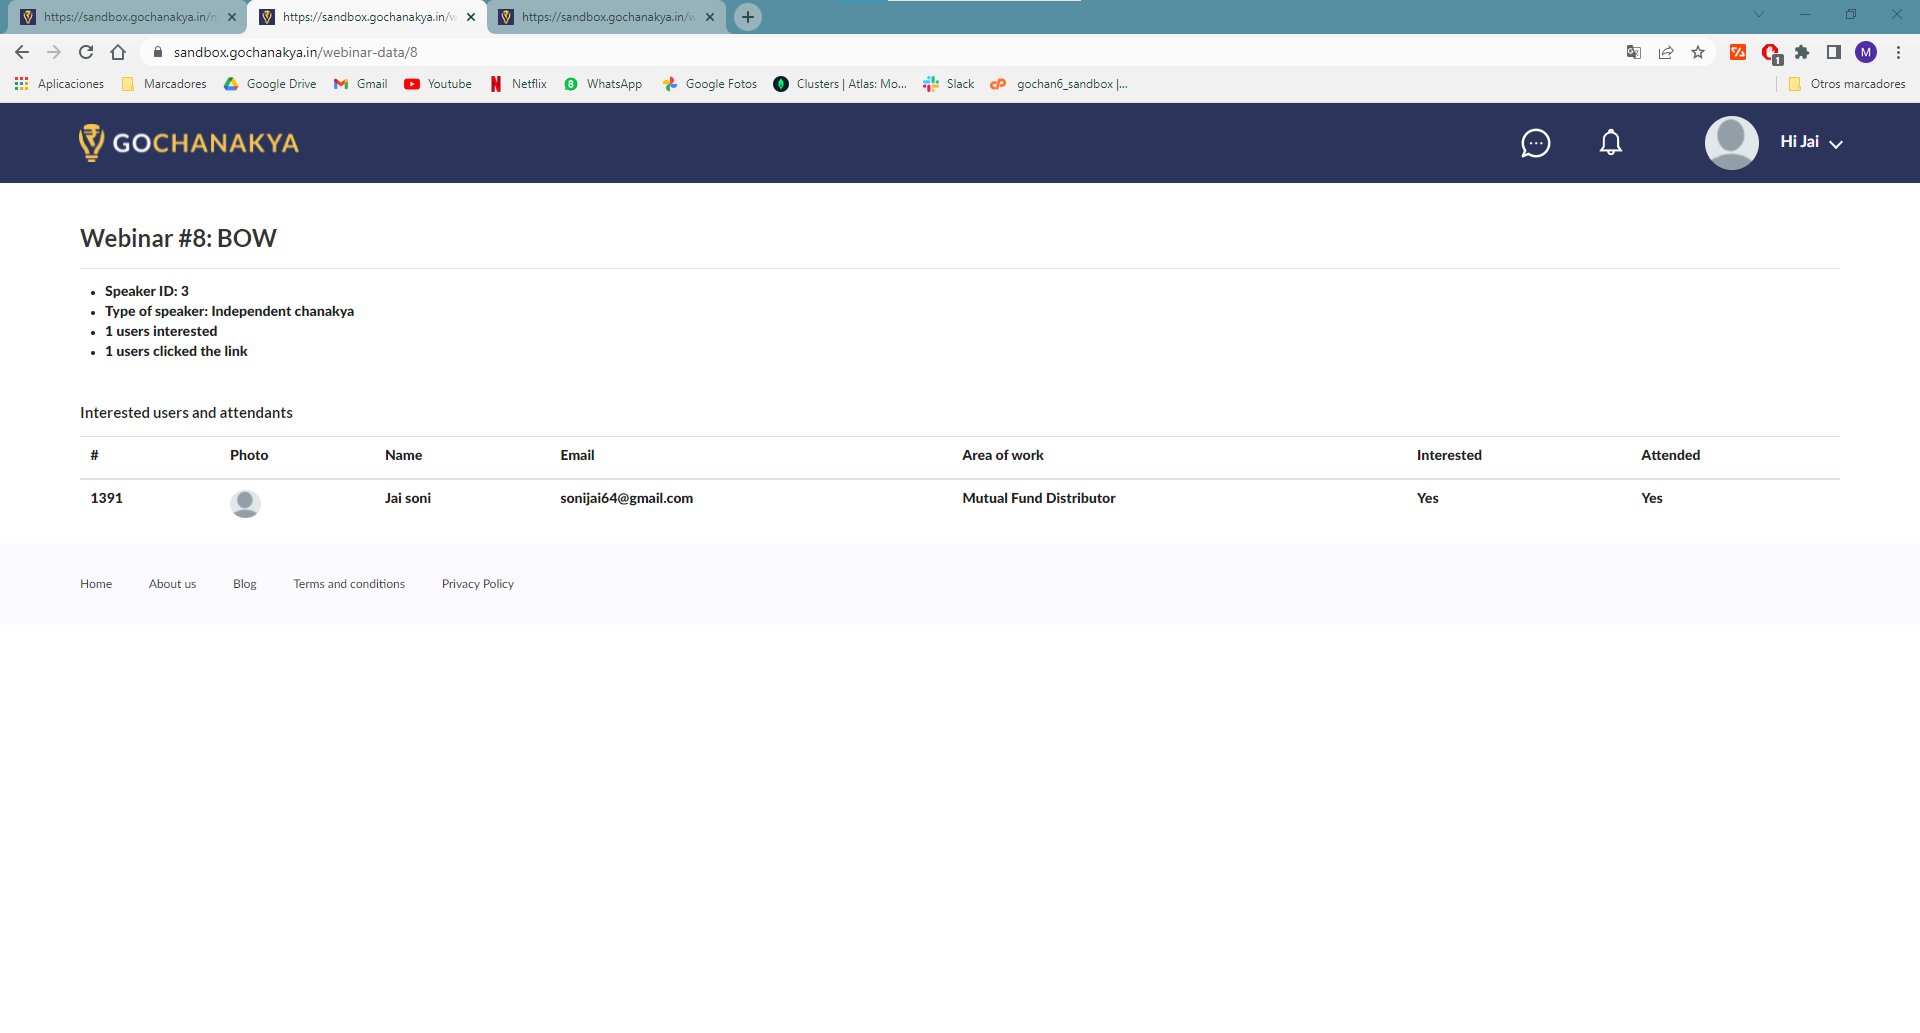 https://sandbox.gochanakya.in/m
https://sandbox.gochanakya.in/w
https://sandbox.gochanakya.in/w
sandbox.gochanakya.in/webinar-data/8
1
M
Aplicaciones
Marcadores
Google Drive
Gmail
Youtube
Netflix
8
WhatsApp
Google Fotos
Clusters | Atlas: Mo...
Slack
cP
gochan6_sandbox |...
Otros marcadores
GOCHANAKYA
Hi Jai
Webinar #8: BOW
• Speaker ID: 3
• Type of speaker: Independent chanakya
• 1 users interested
• 1 users clicked the link
Interested users and attendants
# Photo Name Email Area of work Interested Attended
1391 Jai soni sonijai64@gmail.com Mutual Fund Distributor Yes Yes
Home About us Blog Terms and conditions Privacy Policy